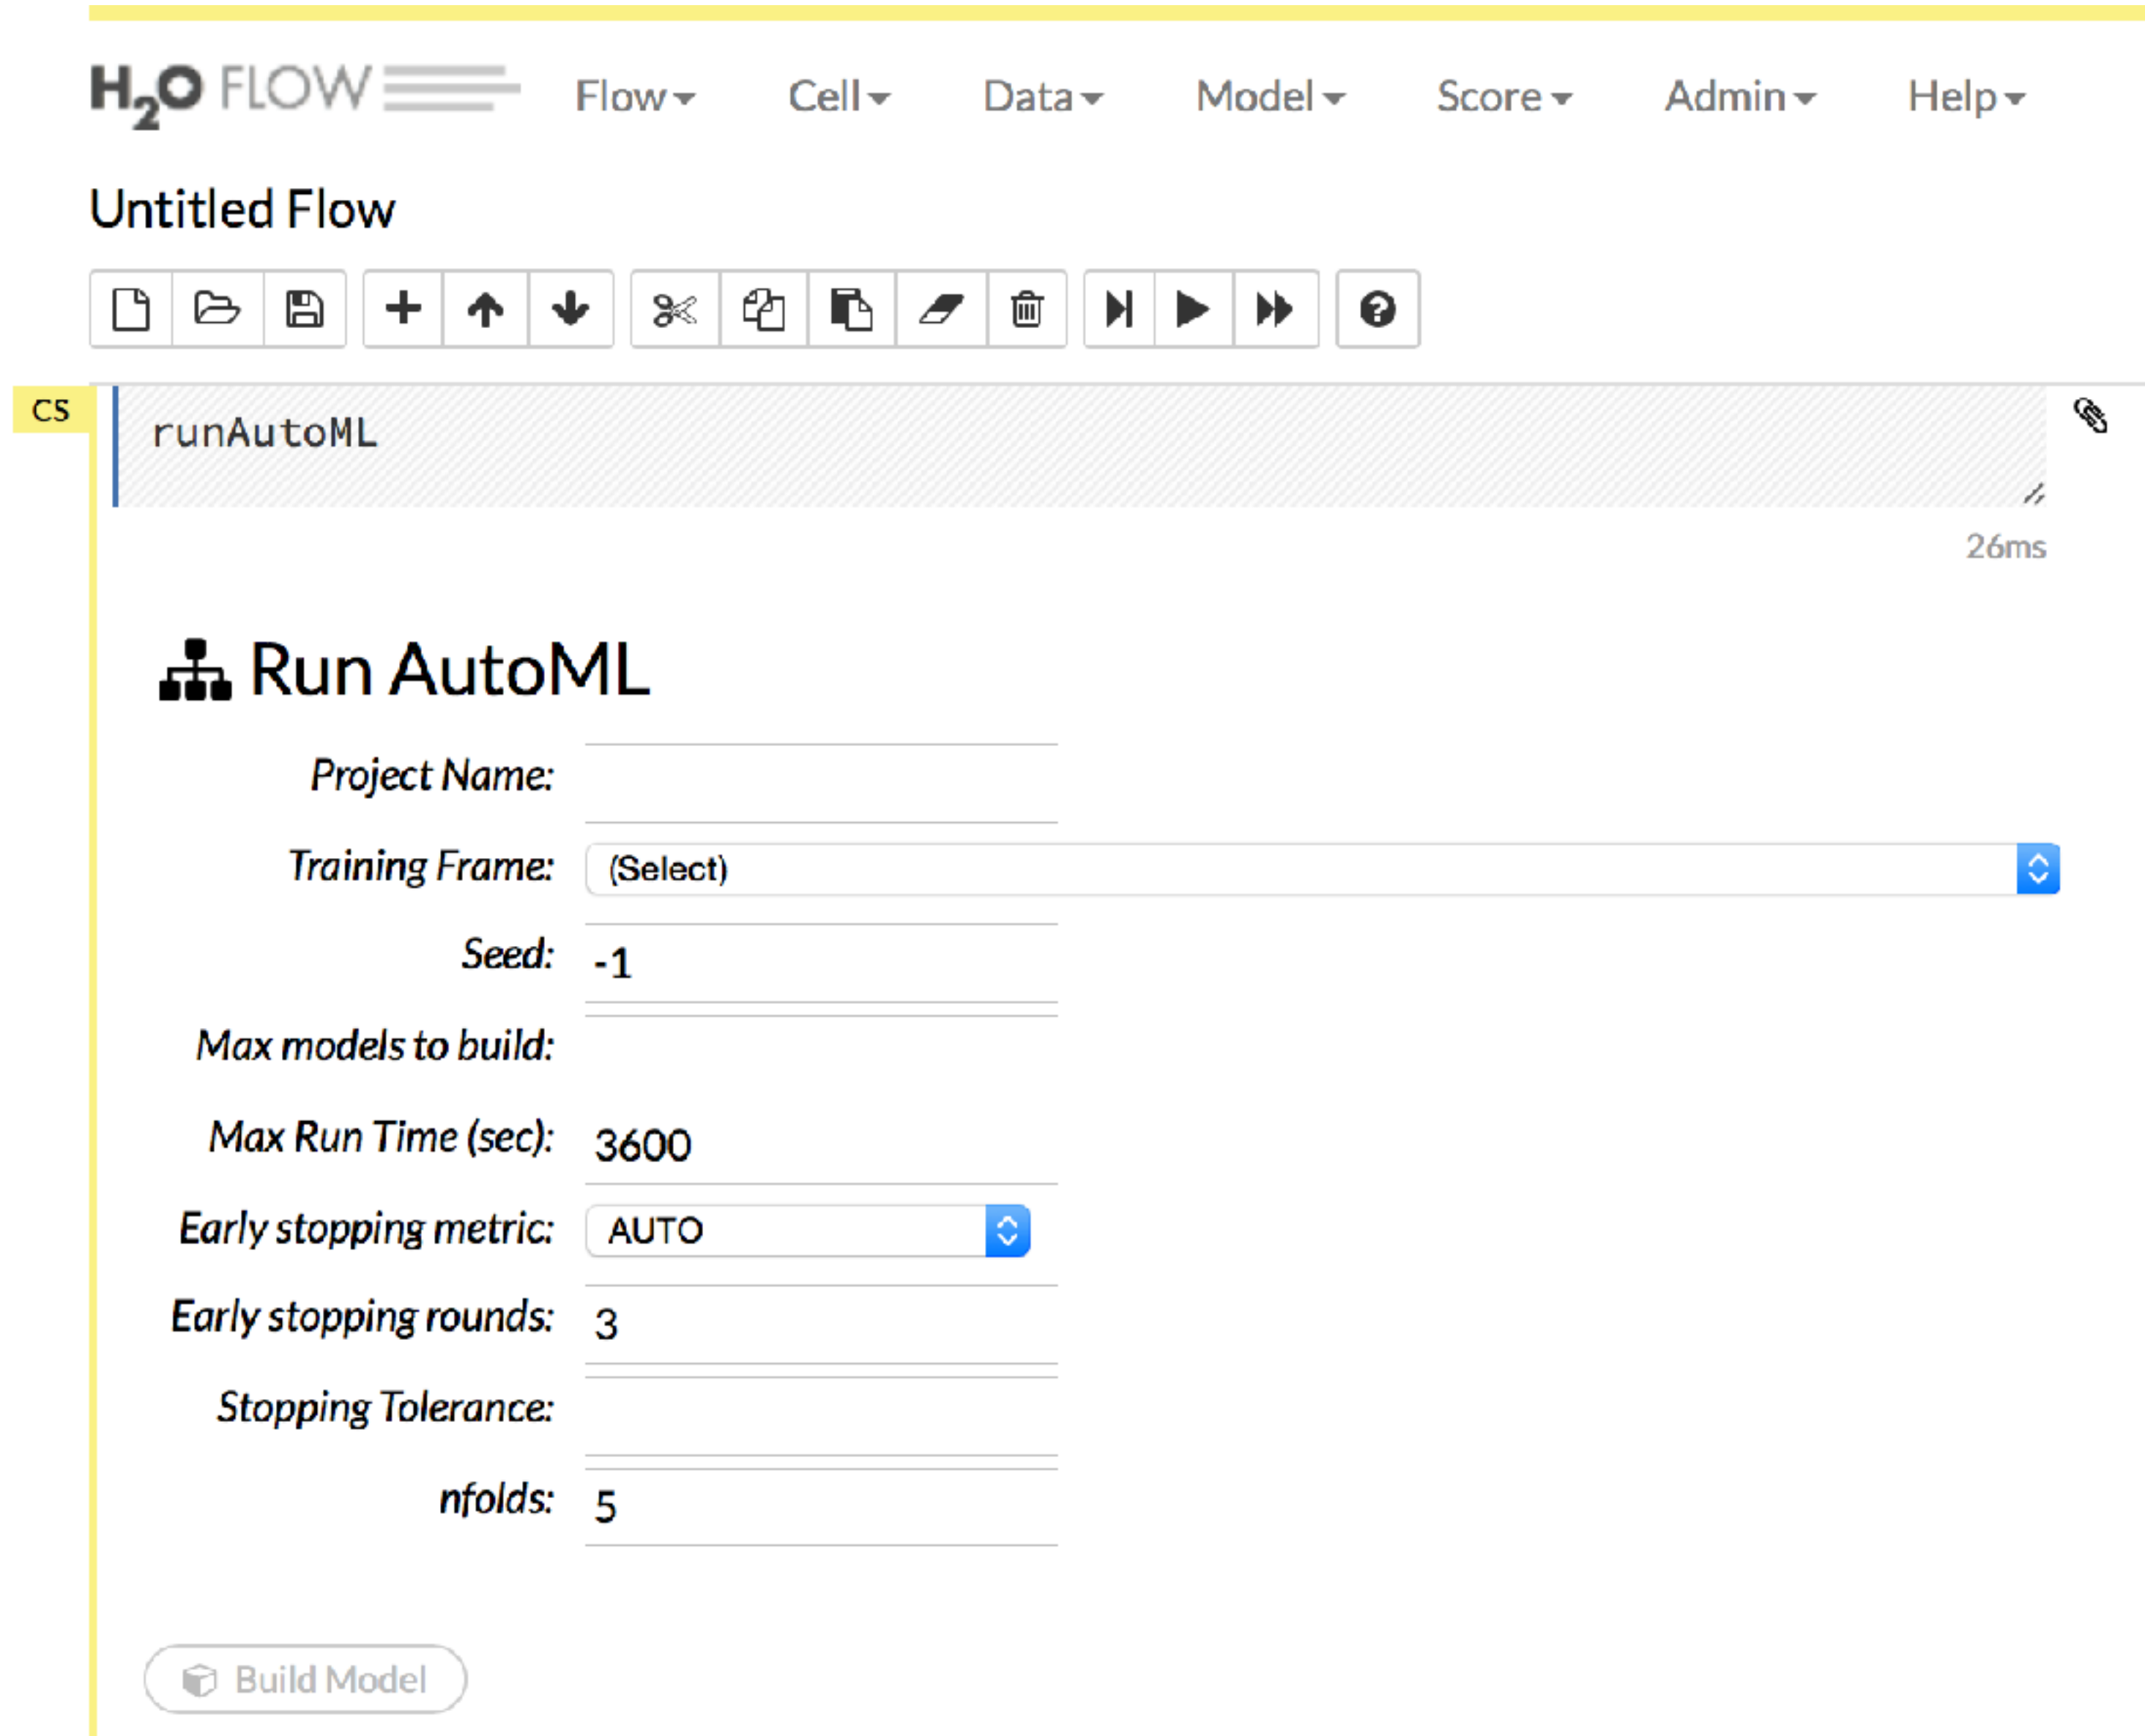 H2O FLOW Flow Cell Data Model Score Admin Help
Untitled Flow
CS
runAutoML
26ms
Run AutoML
Project Name:
Training Frame: (Select)
Seed: -1
Max models to build:
Max Run Time (sec): 3600
Early stopping metric: AUTO
Early stopping rounds: 3
Stopping Tolerance:
nfolds: 5
Build Model